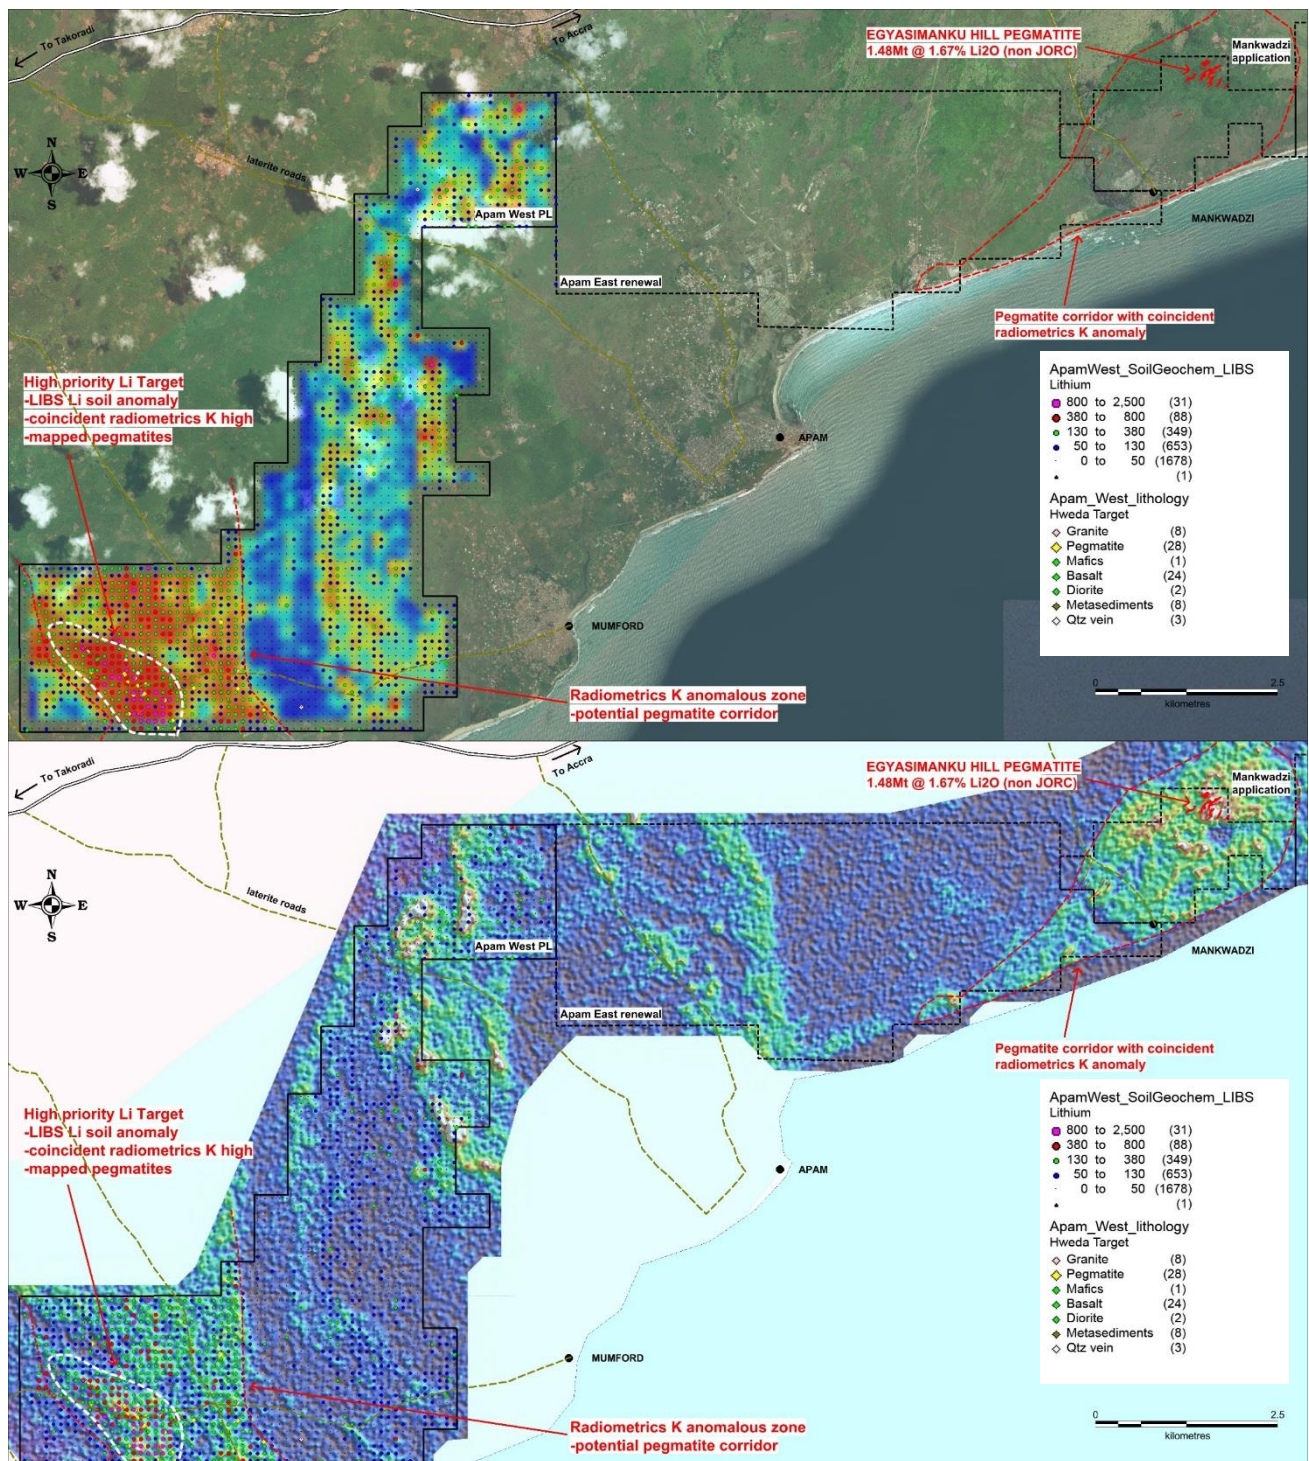 To Takoradi
To Accra
EGYASIMANKU HILL PEGMATITE
1.48Mt @ 1.67% Li2O (non JORC)
Mankwadzi
application
N
W E
S
laterite roads
Apam West PL
MANKWADZI
Apam East renewal
Pegmatite corridor with coincident
radiometrics K anomaly
High priority Li Target
-LIBS Li soil anomaly
-coincident radiometrics K high
-mapped pegmatites
APAM
MUMFORD
Radiometrics K anomalous zone
-potential pegmatite corridor
ApamWest_SoilGeochem_LIBS
Lithium
800 to 2,500 (31)
380 to 800 (88)
130 to 380 (349)
50 to 130 (653)
0 to 50 (1678)
(1)
Apam_West_lithology
Hweda Target
Granite (8)
Pegmatite (28)
Mafics (1)
Basalt (24)
Diorite (2)
Metasediments (8)
Qtz vein (3)
0 2.5
kilometres
To Takoradi
To Accra
EGYASIMANKU HILL PEGMATITE
1.48Mt @ 1.67% Li2O (non JORC)
Mankwadzi
application
N
W E
S
laterite roads
Apam West PL
MANKWADZI
Apam East renewal
Pegmatite corridor with coincident
radiometrics K anomaly
High priority Li Target
-LIBS Li soil anomaly
-coincident radiometrics K high
-mapped pegmatites
APAM
MUMFORD
Radiometrics K anomalous zone
-potential pegmatite corridor
ApamWest_SoilGeochem_LIBS
Lithium
800 to 2,500 (31)
380 to 800 (88)
130 to 380 (349)
50 to 130 (653)
0 to 50 (1678)
(1)
Apam_West_lithology
Hweda Target
Granite (8)
Pegmatite (28)
Mafics (1)
Basalt (24)
Diorite (2)
Metasediments (8)
Qtz vein (3)
0 2.5
kilometres